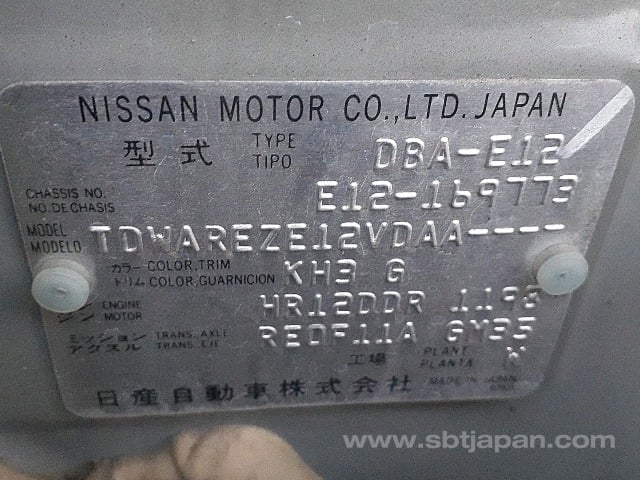 NISSAN MOTOR CO.,LTD. JAPAN
型式 TYPE TIPO DBA-E12
CHASSIS NO. NO.DE.CHASIS E12-169773
MODEL MODELO TDWAREZE12VDAA----
カラー COLOR,TRIM トリム COLOR,GUARNICION KH3 G
ENGINE MOTOR HR12DDR 1.198
ミッション アクスル TRANS. AXLE TRANS. EJE RE0F11A GM35
工場 PLANT PLANTA W
日産自動車株式会社 MADE IN JAPAN
www.sbtjapan.com